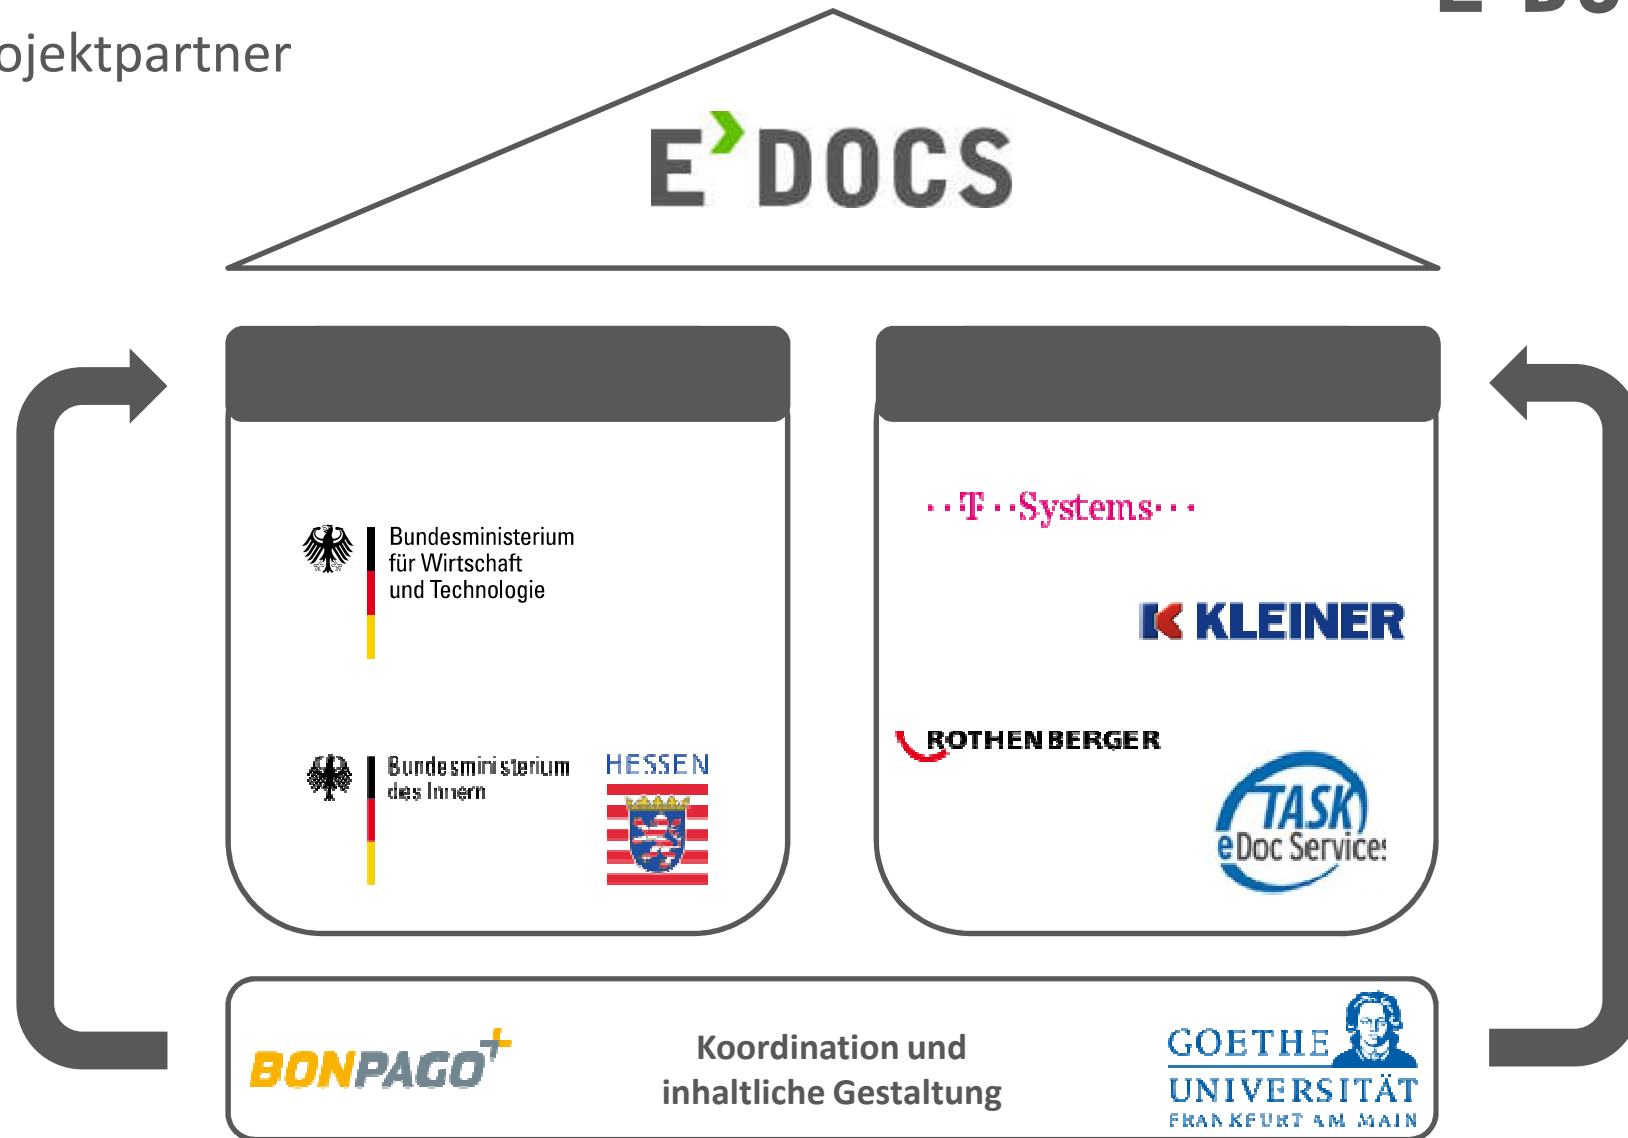 ojektpartner
E DO
E DOCS
Bundesministerium
für Wirtschaft
und Technologie
Bundesministerium
des Innern
HESSEN
··T··Systems···
KLEINER
ROTHENBERGER
TASK
eDoc Services
BONPAGO+
Koordination und
inhaltliche Gestaltung
GOETHE
UNIVERSITÄT
FRANKFURT AM MAIN